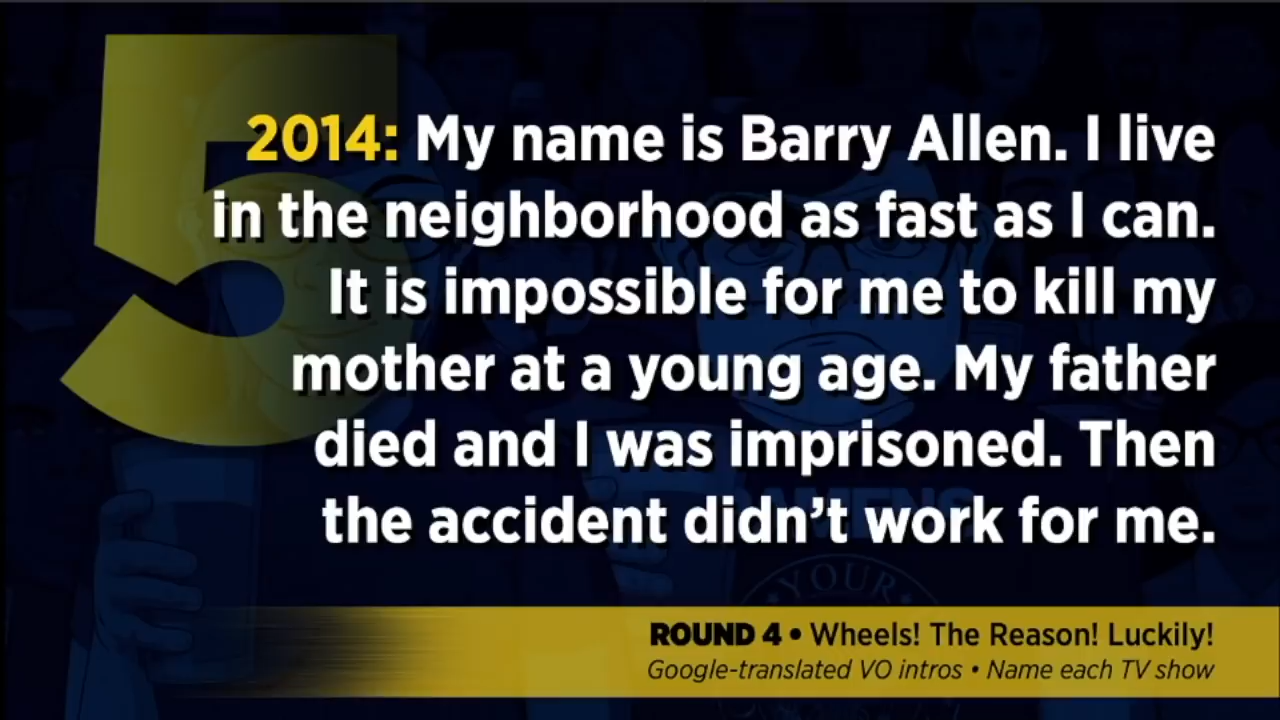 5
2014: My name is Barry Allen. I live
in the neighborhood as fast as I can.
It is impossible for me to kill my
mother at a young age. My father
died and I was imprisoned. Then
the accident didn’t work for me.
YOUR
ROUND 4 • Wheels! The Reason! Luckily!
Google-translated VO intros • Name each TV show